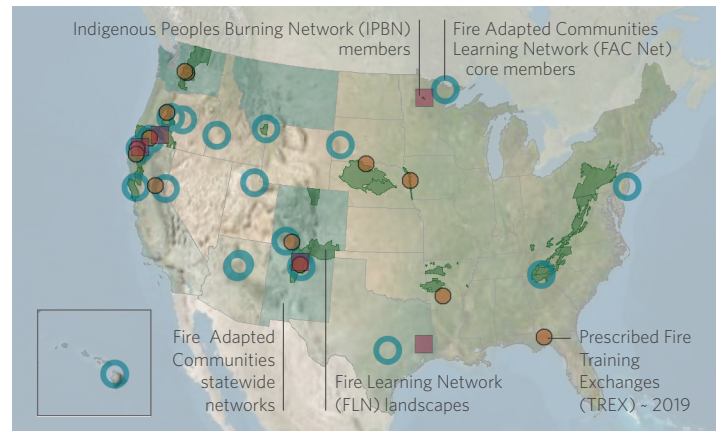 Indigenous Peoples Burning Network (IPBN)
members
Fire Adapted Communities
Learning Network (FAC Net)
core members
Fire Adapted
Communities
statewide
networks
Fire Learning Network
(FLN) landscapes
Prescribed Fire
Training
Exchanges
(TREX) - 2019